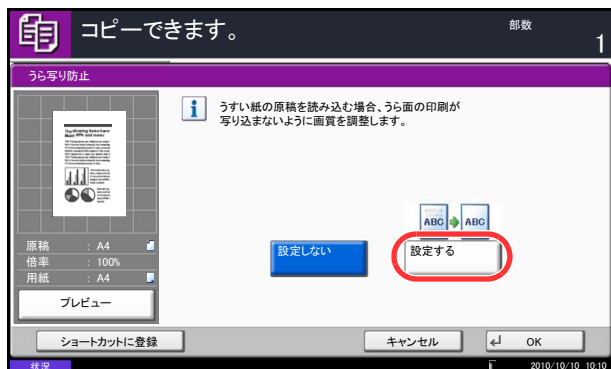 コピーできます。
部数
1
うら写り防止
うすい紙の原稿を読み込む場合、うら面の印刷が
写り込まないように画質を調整します。
ABC ABC
設定しない
設定する
原稿 : A4
倍率 : 100%
用紙 : A4
プレビュー
ショートカットに登録
キャンセル
OK
状況
2010/10/10 10:10